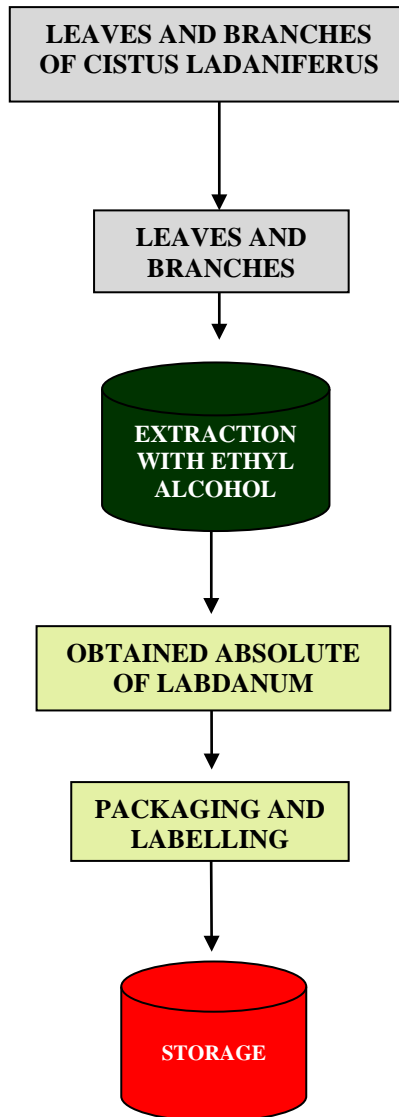 LEAVES AND BRANCHES
OF CISTUS LADANIFERUS
LEAVES AND
BRANCHES
EXTRACTION
WITH ETHYL
ALCOHOL
OBTAINED ABSOLUTE
OF LABDANUM
PACKAGING AND
LABELLING
STORAGE